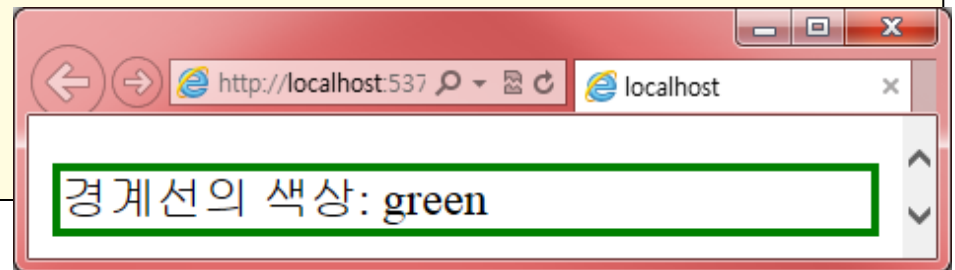 http://localhost:537
localhost
경계선의 색상: green